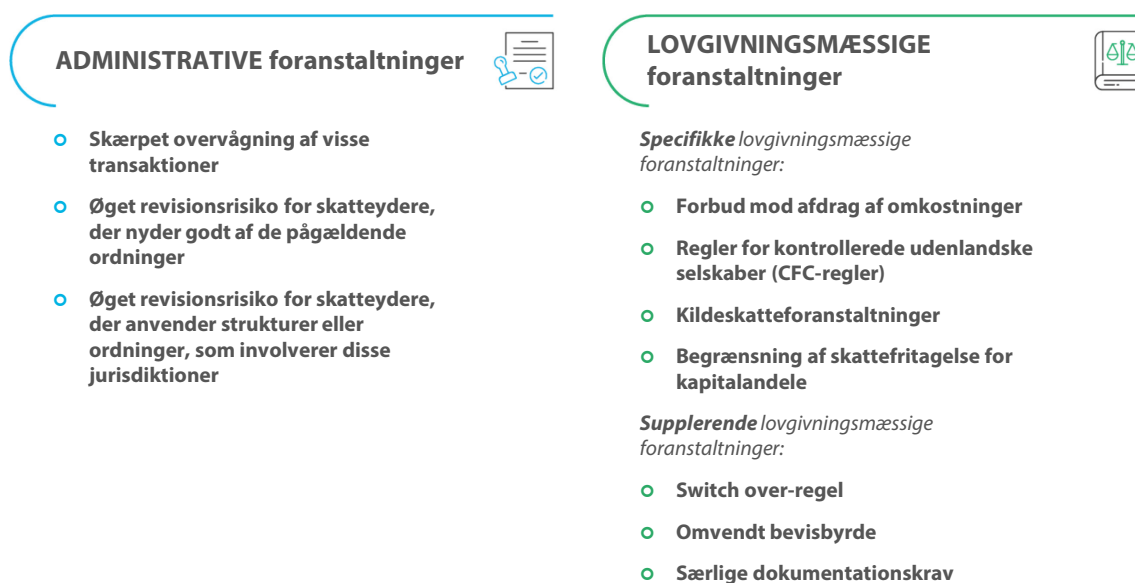 ADMINISTRATIVE foranstaltninger
Skærpet overvågning af visse
transaktioner
Øget revisionsrisiko for skatteydere,
der nyder godt af de pågældende
ordninger
Øget revisionsrisiko for skatteydere,
der anvender strukturer eller
ordninger, som involverer disse
jurisdiktioner
LOVGIVNINGSMÆSSIGE
foranstaltninger
Specifikke lovgivningsmæssige
foranstaltninger:
Forbud mod afdrag af omkostninger
Regler for kontrollerede udenlandske
selskaber (CFC-regler)
Kildeskatteforanstaltninger
Begrænsning af skattefritagelse for
kapitalandele
Supplerende lovgivningsmæssige
foranstaltninger:
Switch over-regel
Omvendt bevisbyrde
Særlige dokumentationskrav